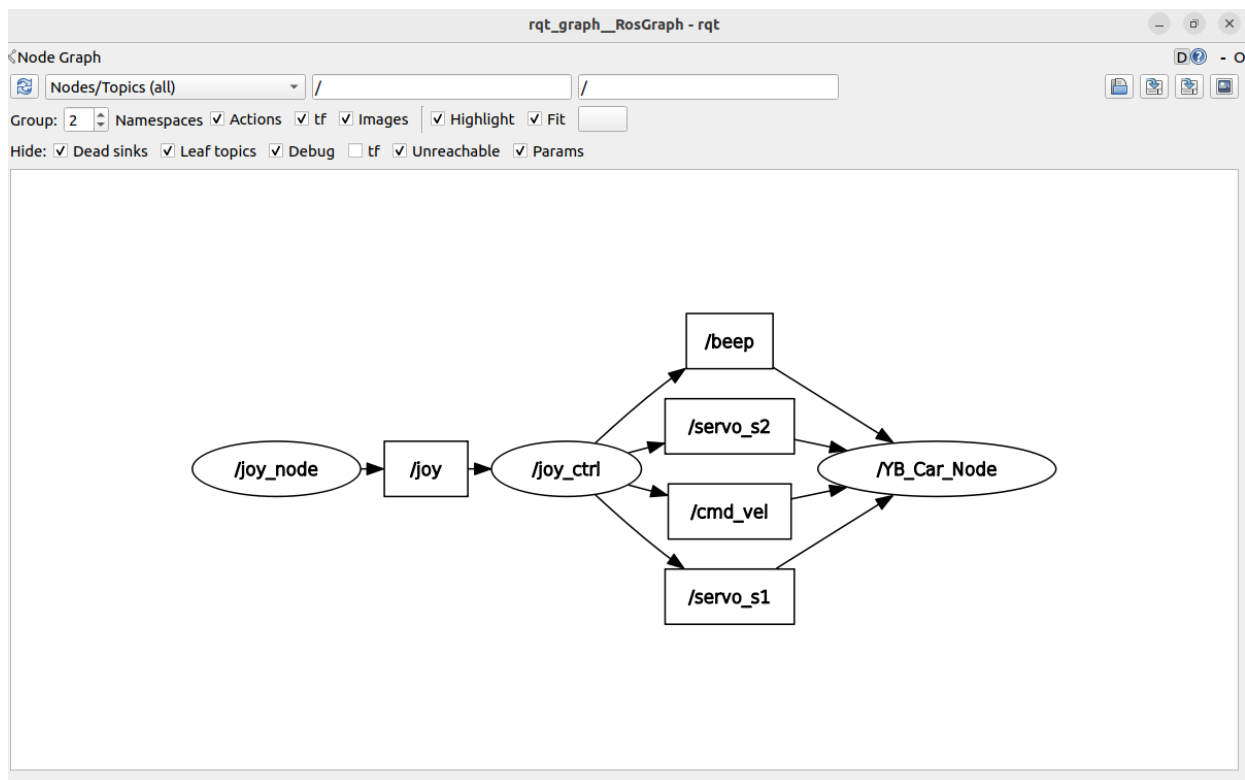 rqt_graph__RosGraph - rqt
Node Graph
D - O
Nodes/Topics (all) / /
Group: 2 Namespaces Actions tf Images Highlight Fit
Hide: Dead sinks Leaf topics Debug tf Unreachable Params
/beep
/servo_s2
/joy_node /joy /joy_ctrl /YB_Car_Node
/cmd_vel
/servo_s1